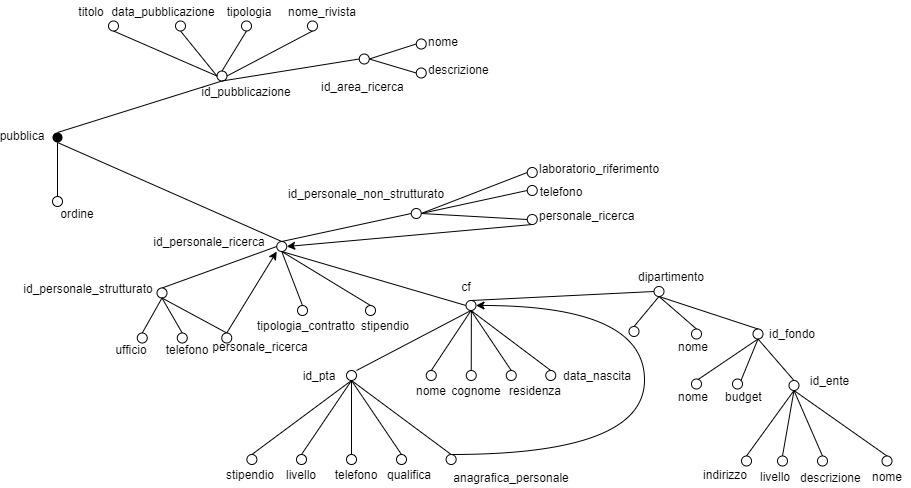 titolo data_pubblicazione tipologia nome_rivista
nome
descrizione
id_pubblicazione
id_area_ricerca
pubblica
ordine
laboratorio_riferimento
telefono
id_personale_non_strutturato
personale_ricerca
id_personale_ricerca
id_personale_strutturato
ufficio
telefono
personale_ricerca
tipologia_contratto
stipendio
cf
dipartimento
nome
id_fondo
id_pta
nome
cognome
residenza
data_nascita
nome
budget
id_ente
stipendio
livello
telefono
qualifica
anagrafica_personale
indirizzo
livello
descrizione
nome